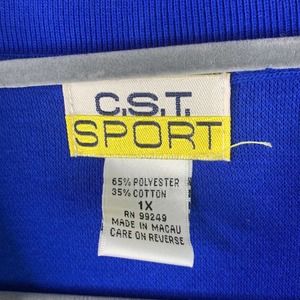 C.S.T.
SPORT
65% POLYESTER
35% COTTON
1X
RN 99249
MADE IN MACAU
CARE ON REVERSE